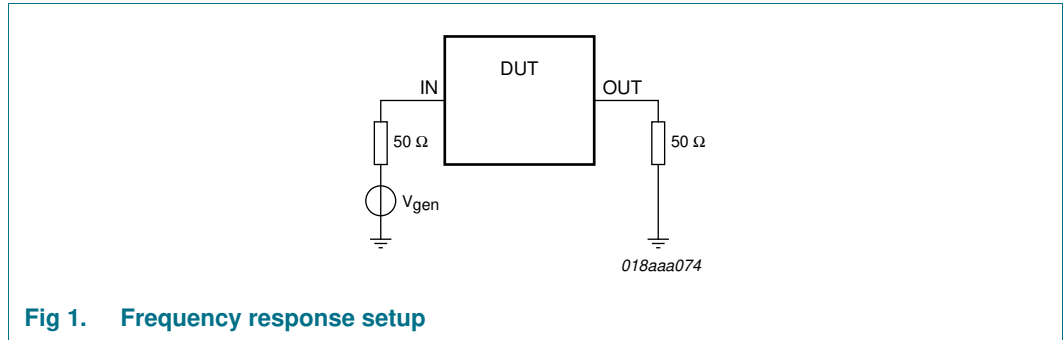 DUT
IN
OUT
50 Ω
50 Ω
Vgen
018aaa074
Fig 1. Frequency response setup